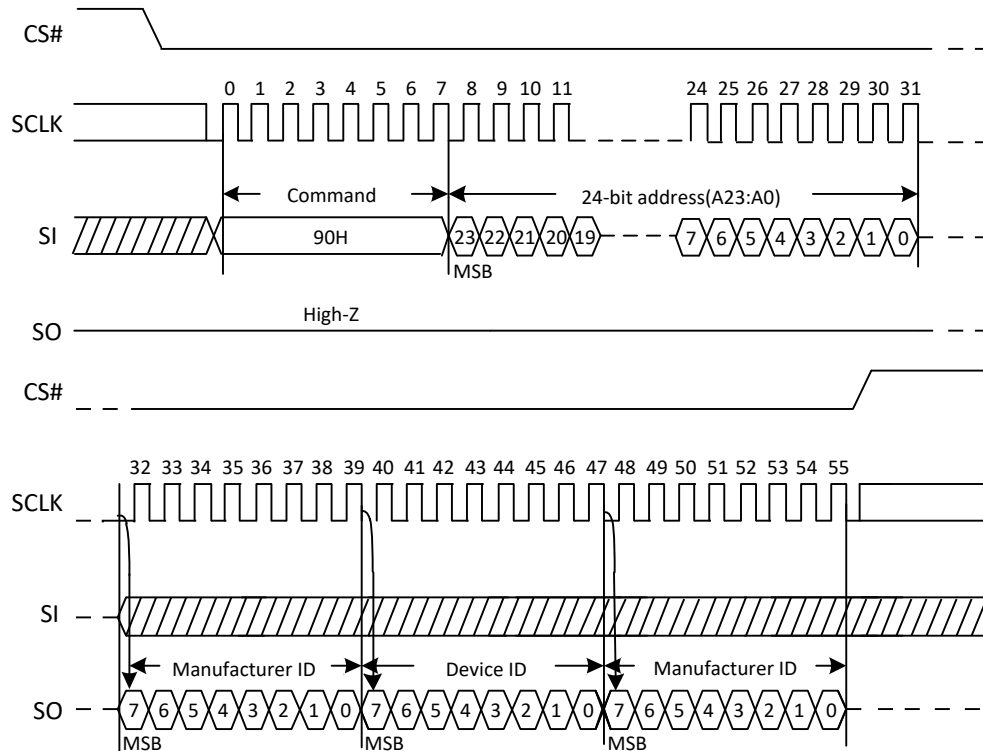 CS#
0 1 2 3 4 5 6 7 8 9 10 11 24 25 26 27 28 29 30 31
SCLK
Command 24-bit address(A23:A0)
SI 90H 23 22 21 20 19 7 6 5 4 3 2 1 0
MSB
High-Z
SO
CS#
32 33 34 35 36 37 38 39 40 41 42 43 44 45 46 47 48 49 50 51 52 53 54 55
SCLK
SI
Manufacturer ID Device ID Manufacturer ID
SO 7 6 5 4 3 2 1 0 7 6 5 4 3 2 1 0 7 6 5 4 3 2 1 0
MSB MSB MSB